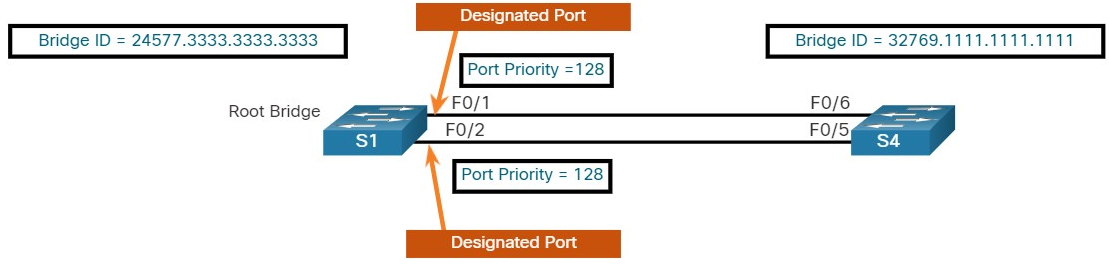 Designated Port
Bridge ID = 24577.3333.3333.3333
Bridge ID = 32769.1111.1111.1111
Port Priority =128
Root Bridge
F0/1
F0/6
F0/2
F0/5
S1
S4
Port Priority = 128
Designated Port